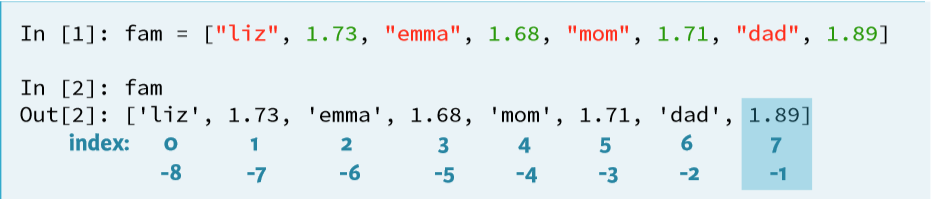 In [1]: fam = ["liz", 1.73, "emma", 1.68, "mom", 1.71, "dad", 1.89]
In [2]: fam
Out[2]: ['liz', 1.73, 'emma', 1.68, 'mom', 1.71, 'dad', 1.89]
index: 0 1 2 3 4 5 6 7
-8 -7 -6 -5 -4 -3 -2 -1